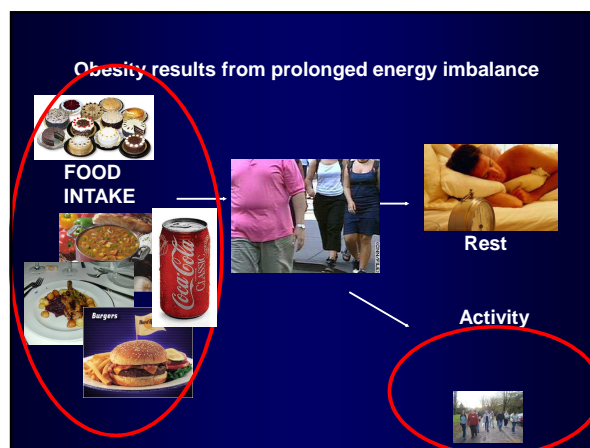 Obesity results from prolonged energy imbalance
FOOD
INTAKE
Rest
Activity
Coca-Cola
CLASSIC
Burgers